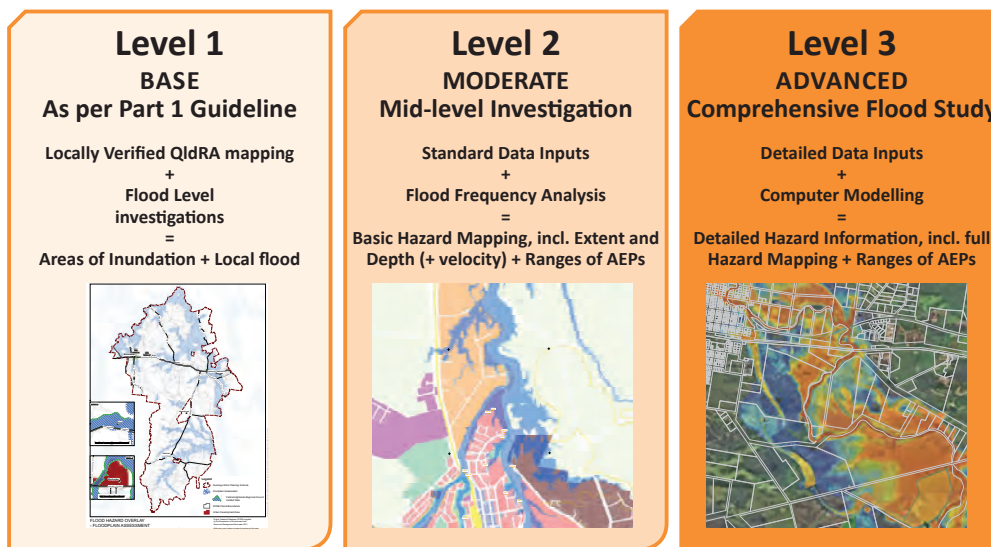 Level 1
BASE
As per Part 1 Guideline
Locally Verified QldRA mapping
+
Flood Level
investigations
=
Areas of Inundation + Local flood
FLOOD HAZARD OVERLAY
- FLOODPLAIN ASSESSMENT
Level 2
MODERATE
Mid-level Investigation
Standard Data Inputs
+
Flood Frequency Analysis
=
Basic Hazard Mapping, incl. Extent and
Depth (+ velocity) + Ranges of AEPs
Level 3
ADVANCED
Comprehensive Flood Study
Detailed Data Inputs
+
Computer Modelling
=
Detailed Hazard Information, incl. full
Hazard Mapping + Ranges of AEPs